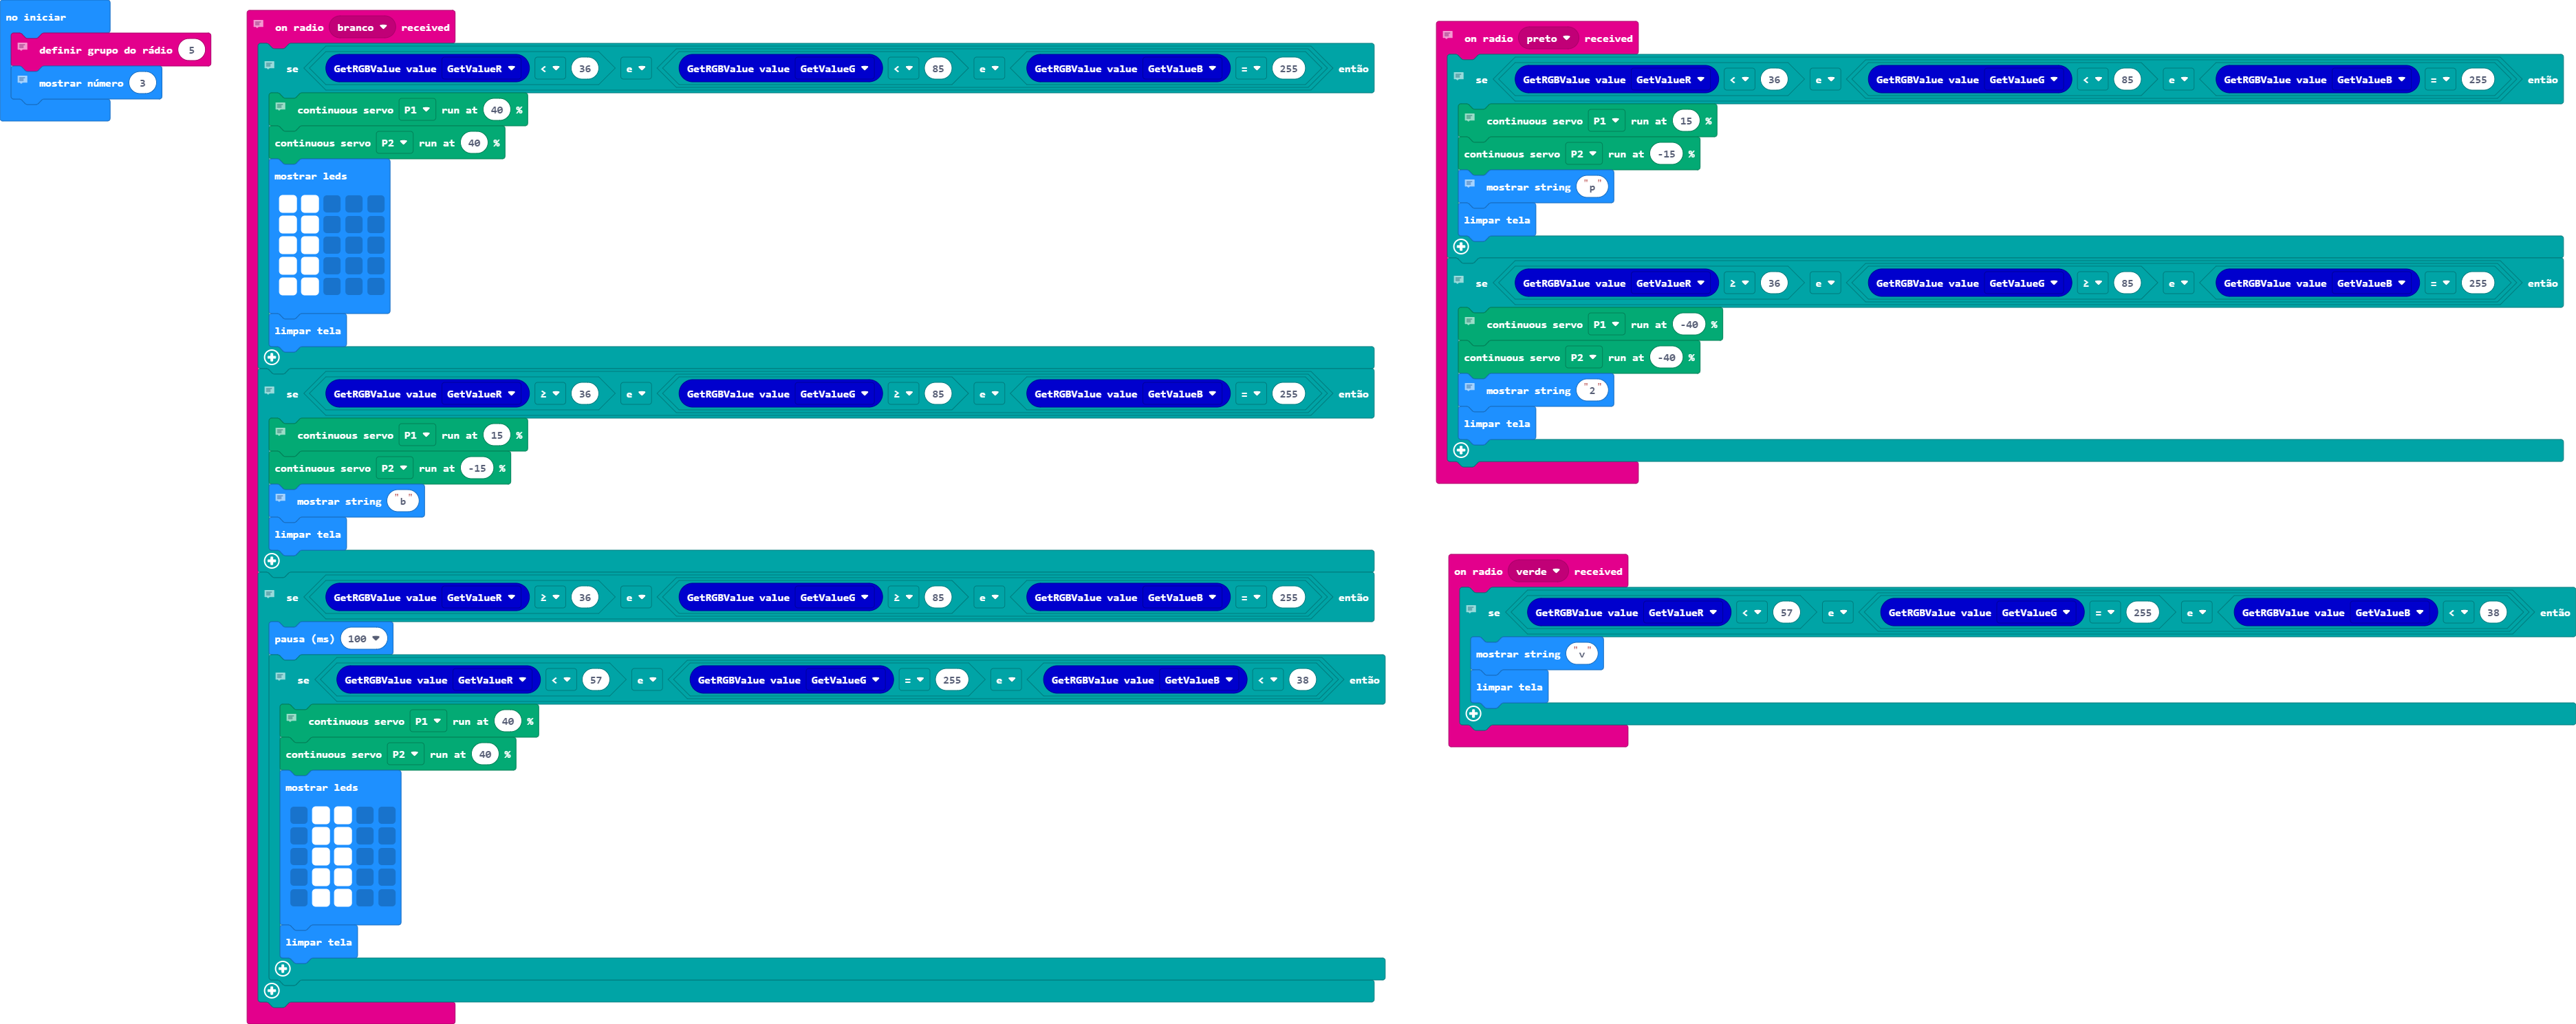 no iniciar
definir grupo do rádio 5
mostrar número 3
on radio branco received
se GetRGBValue value GetValueR < 36 e GetRGBValue value GetValueG < 85 e GetRGBValue value GetValueB = 255 então
continuous servo P1 run at 40 %
continuous servo P2 run at 40 %
mostrar leds
limpar tela
se GetRGBValue value GetValueR ≥ 36 e GetRGBValue value GetValueG ≥ 85 e GetRGBValue value GetValueB = 255 então
continuous servo P1 run at 15 %
continuous servo P2 run at -15 %
mostrar string "b"
limpar tela
se GetRGBValue value GetValueR ≥ 36 e GetRGBValue value GetValueG ≥ 85 e GetRGBValue value GetValueB = 255 então
pausa (ms) 100
se GetRGBValue value GetValueR < 57 e GetRGBValue value GetValueG = 255 e GetRGBValue value GetValueB < 38 então
continuous servo P1 run at 40 %
continuous servo P2 run at 40 %
mostrar leds
limpar tela
on radio preto received
se GetRGBValue value GetValueR < 36 e GetRGBValue value GetValueG < 85 e GetRGBValue value GetValueB = 255 então
continuous servo P1 run at 15 %
continuous servo P2 run at -15 %
mostrar string "p"
limpar tela
se GetRGBValue value GetValueR ≥ 36 e GetRGBValue value GetValueG ≥ 85 e GetRGBValue value GetValueB = 255 então
continuous servo P1 run at -40 %
continuous servo P2 run at -40 %
mostrar string "2"
limpar tela
on radio verde received
se GetRGBValue value GetValueR < 57 e GetRGBValue value GetValueG = 255 e GetRGBValue value GetValueB < 38 então
mostrar string "v"
limpar tela